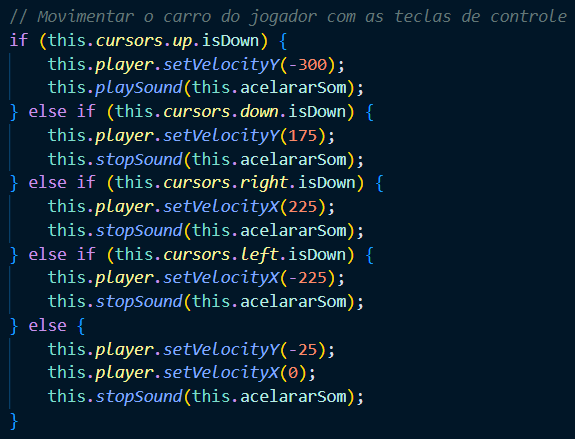 // Movimentar o carro do jogador com as teclas de controle
if (this.cursors.up.isDown) {
    this.player.setVelocityY(-300);
    this.playSound(this.acelararSom);
} else if (this.cursors.down.isDown) {
    this.player.setVelocityY(175);
    this.stopSound(this.acelararSom);
} else if (this.cursors.right.isDown) {
    this.player.setVelocityX(225);
    this.stopSound(this.acelararSom);
} else if (this.cursors.left.isDown) {
    this.player.setVelocityX(-225);
    this.stopSound(this.acelararSom);
} else {
    this.player.setVelocityY(-25);
    this.player.setVelocityX(0);
    this.stopSound(this.acelararSom);
}